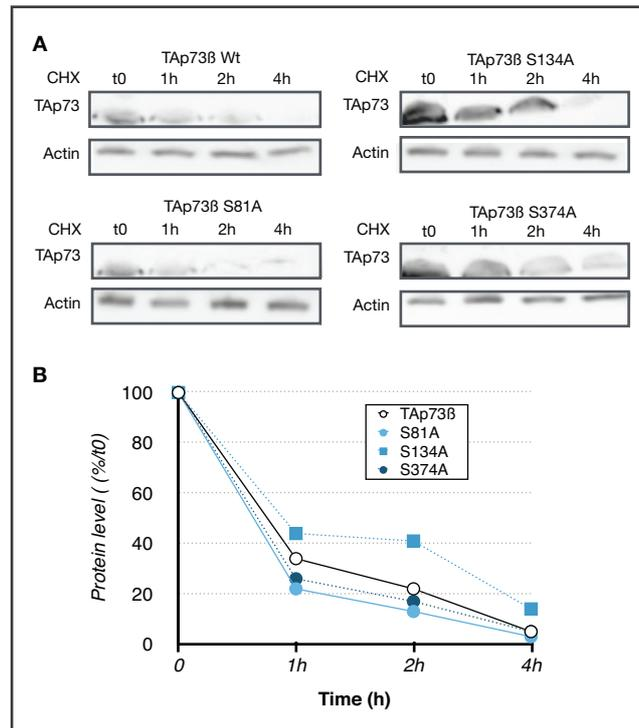 A
TAp73ß Wt
CHX t0 1h 2h 4h
TAp73
Actin
TAp73ß S134A
CHX t0 1h 2h 4h
TAp73
Actin
TAp73ß S81A
CHX t0 1h 2h 4h
TAp73
Actin
TAp73ß S374A
CHX t0 1h 2h 4h
TAp73
Actin
B
Protein level ( (%/t0)
100
80
60
40
20
0
TAp73ß
S81A
S134A
S374A
0 1h 2h 4h
Time (h)